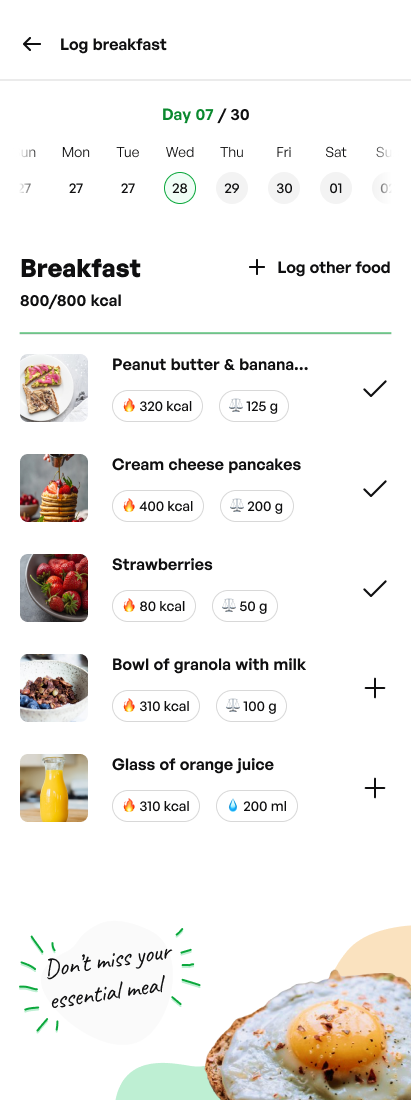 Log breakfast
Day 07 / 30
un Mon Tue Wed Thu Fri Sat Su
27 27 27 28 29 30 01 0
Breakfast
Log other food
800/800 kcal
Peanut butter & banana...
320 kcal 125 g
Cream cheese pancakes
400 kcal 200 g
Strawberries
80 kcal 50 g
Bowl of granola with milk
310 kcal 100 g
Glass of orange juice
310 kcal 200 ml
Don't miss your
essential meal